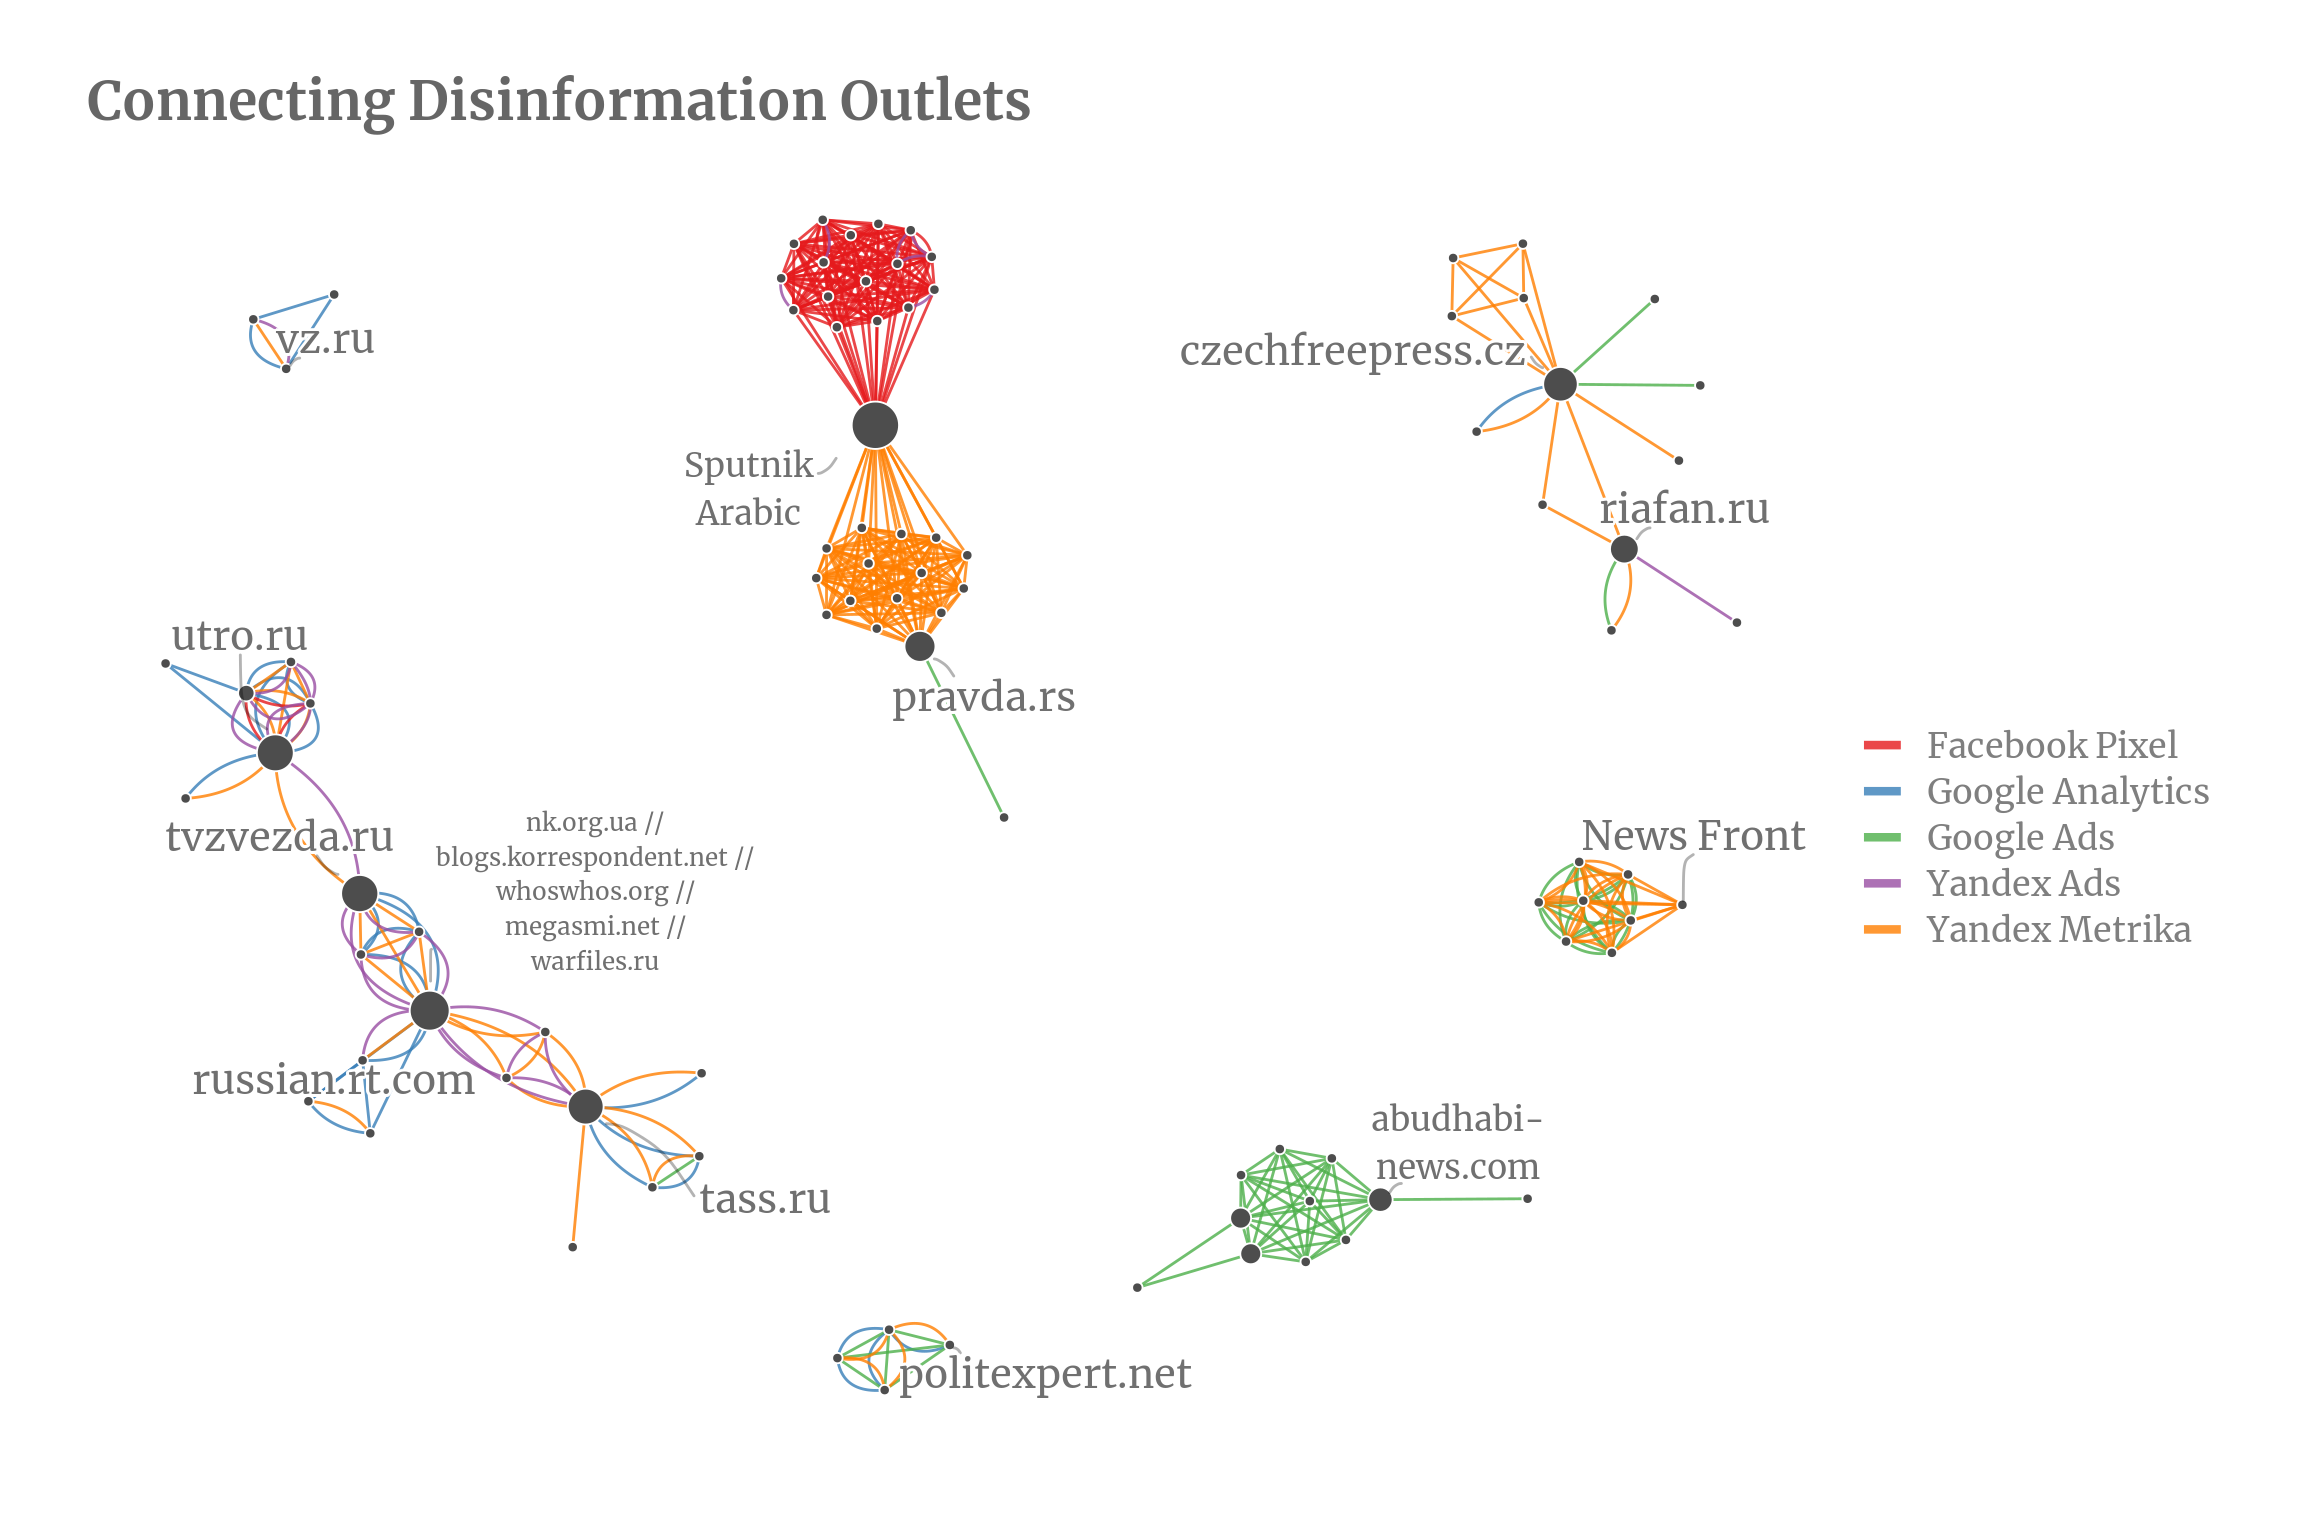 Connecting Disinformation Outlets
vz.ru
Sputnik
Arabic
czechfreepress.cz
riafan.ru
utro.ru
pravda.rs
tvzvezda.ru
nk.org.ua //
blogs.korrespondent.net //
whoswhos.org //
megasmi.net //
warfiles.ru
russian.rt.com
tass.ru
News Front
Facebook Pixel
Google Analytics
Google Ads
Yandex Ads
Yandex Metrika
abudhabi-
news.com
politexpert.net